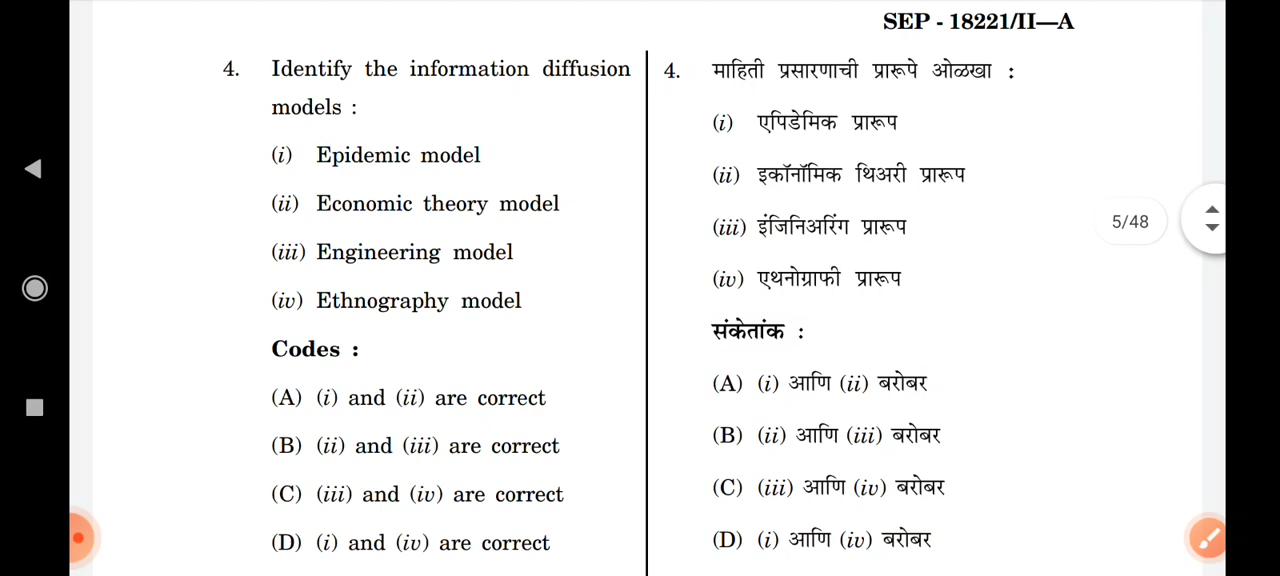 SEP - 18221/II—A
4. Identify the information diffusion
models :
(i) Epidemic model
(ii) Economic theory model
(iii) Engineering model
(iv) Ethnography model
Codes :
(A) (i) and (ii) are correct
(B) (ii) and (iii) are correct
(C) (iii) and (iv) are correct
(D) (i) and (iv) are correct
4. माहिती प्रसारणाची प्रारूपे ओळखा :
(i) एपिडेमिक प्रारूप
(ii) इकॉनॉमिक थिअरी प्रारूप
(iii) इंजिनिअरिंग प्रारूप
(iv) एथनोग्राफी प्रारूप
संकेतांक :
(A) (i) आणि (ii) बरोबर
(B) (ii) आणि (iii) बरोबर
(C) (iii) आणि (iv) बरोबर
(D) (i) आणि (iv) बरोबर
5/48